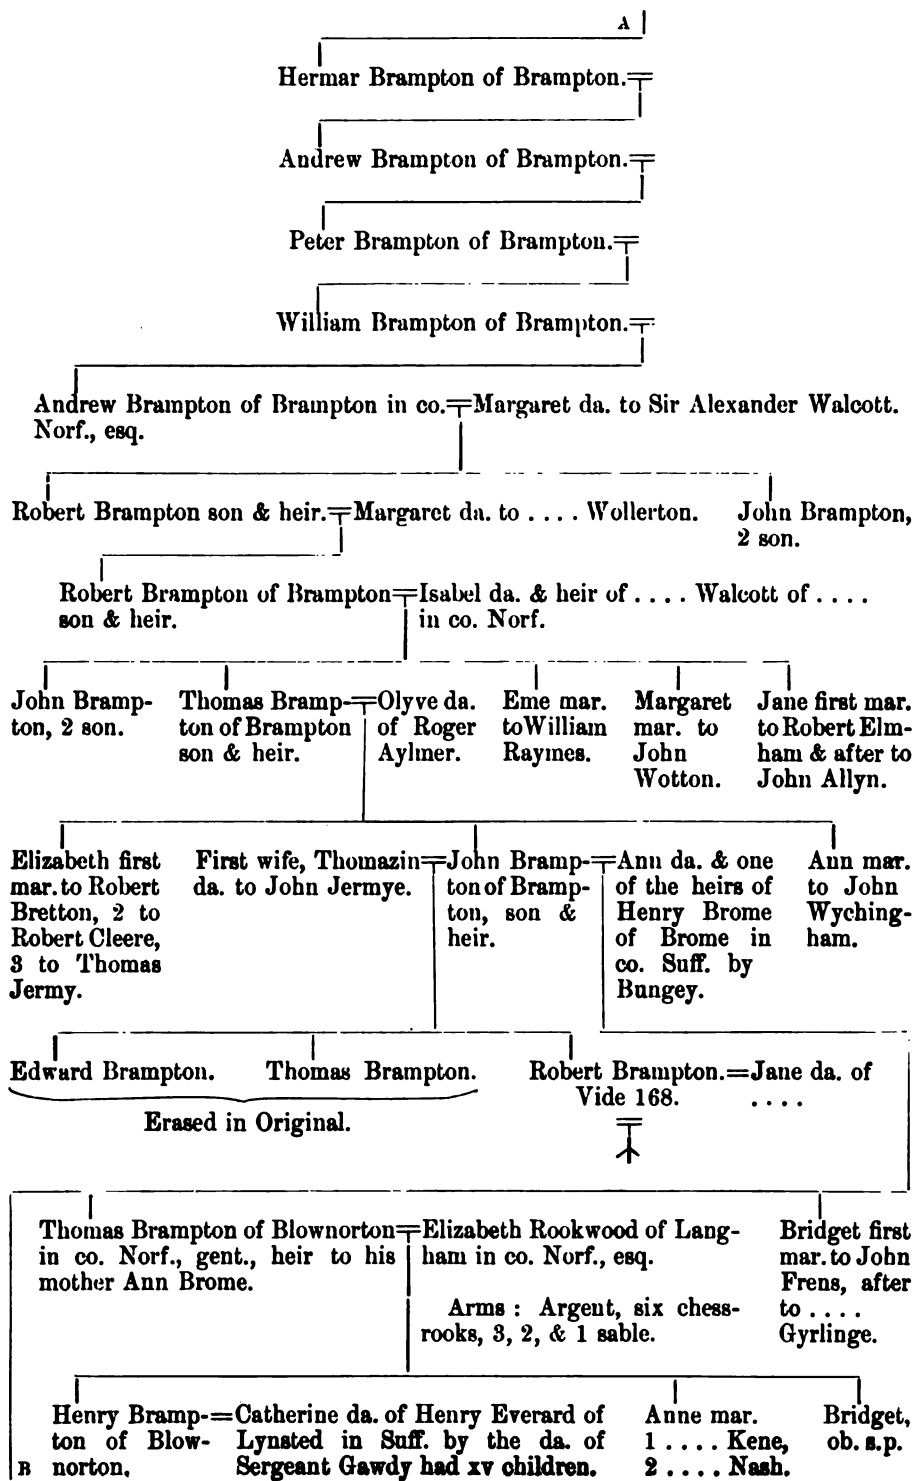 A
Hermar Brampton of Brampton.
Andrew Brampton of Brampton.
Peter Brampton of Brampton.
William Brampton of Brampton.
Andrew Brampton of Brampton in co.
Norf., esq.
Margaret da. to Sir Alexander Walcott.
Robert Brampton son & heir.
Margaret da. to . . . . Wollerton.
John Brampton,
2 son.
Robert Brampton of Brampton
son & heir.
Isabel da. & heir of . . . . Walcott of . . . .
in co. Norf.
John Bramp-
ton, 2 son.
Thomas Bramp-
ton of Brampton
son & heir.
Olyve da.
of Roger
Aylmer.
Eme mar.
to William
Raymes.
Margaret
mar. to
John
Wotton.
Jane first mar.
to Robert Elm-
ham & after to
John Allyn.
Elizabeth first
mar. to Robert
Bretton, 2 to
Robert Cleere,
3 to Thomas
Jermy.
First wife, Thomazin
da. to John Jermye.
John Bramp-
ton of Bramp-
ton, son &
heir.
Ann da. & one
of the heirs of
Henry Brome
of Brome in
co. Suff. by
Bungey.
Ann mar.
to John
Wyching-
ham.
Edward Brampton.
Thomas Brampton.
Erased in Original.
Robert Brampton.=Jane da. of
Vide 168.
. . . .
Thomas Brampton of Blownorton
in co. Norf., gent., heir to his
mother Ann Brome.
Elizabeth Rookwood of Lang-
ham in co. Norf., esq.
Arms : Argent, six chess-
rooks, 3, 2, & 1 sable.
Bridget first
mar. to John
Frens, after
to . . . .
Gyrlinge.
Henry Bramp-
ton of Blow-
norton.
=Catherine da. of Henry Everard of
Lynsted in Suff. by the da. of
Sergeant Gawdy had xv children.
Anne mar.
1 . . . . Kene,
2 . . . . Nash.
Bridget,
ob. s.p.
B